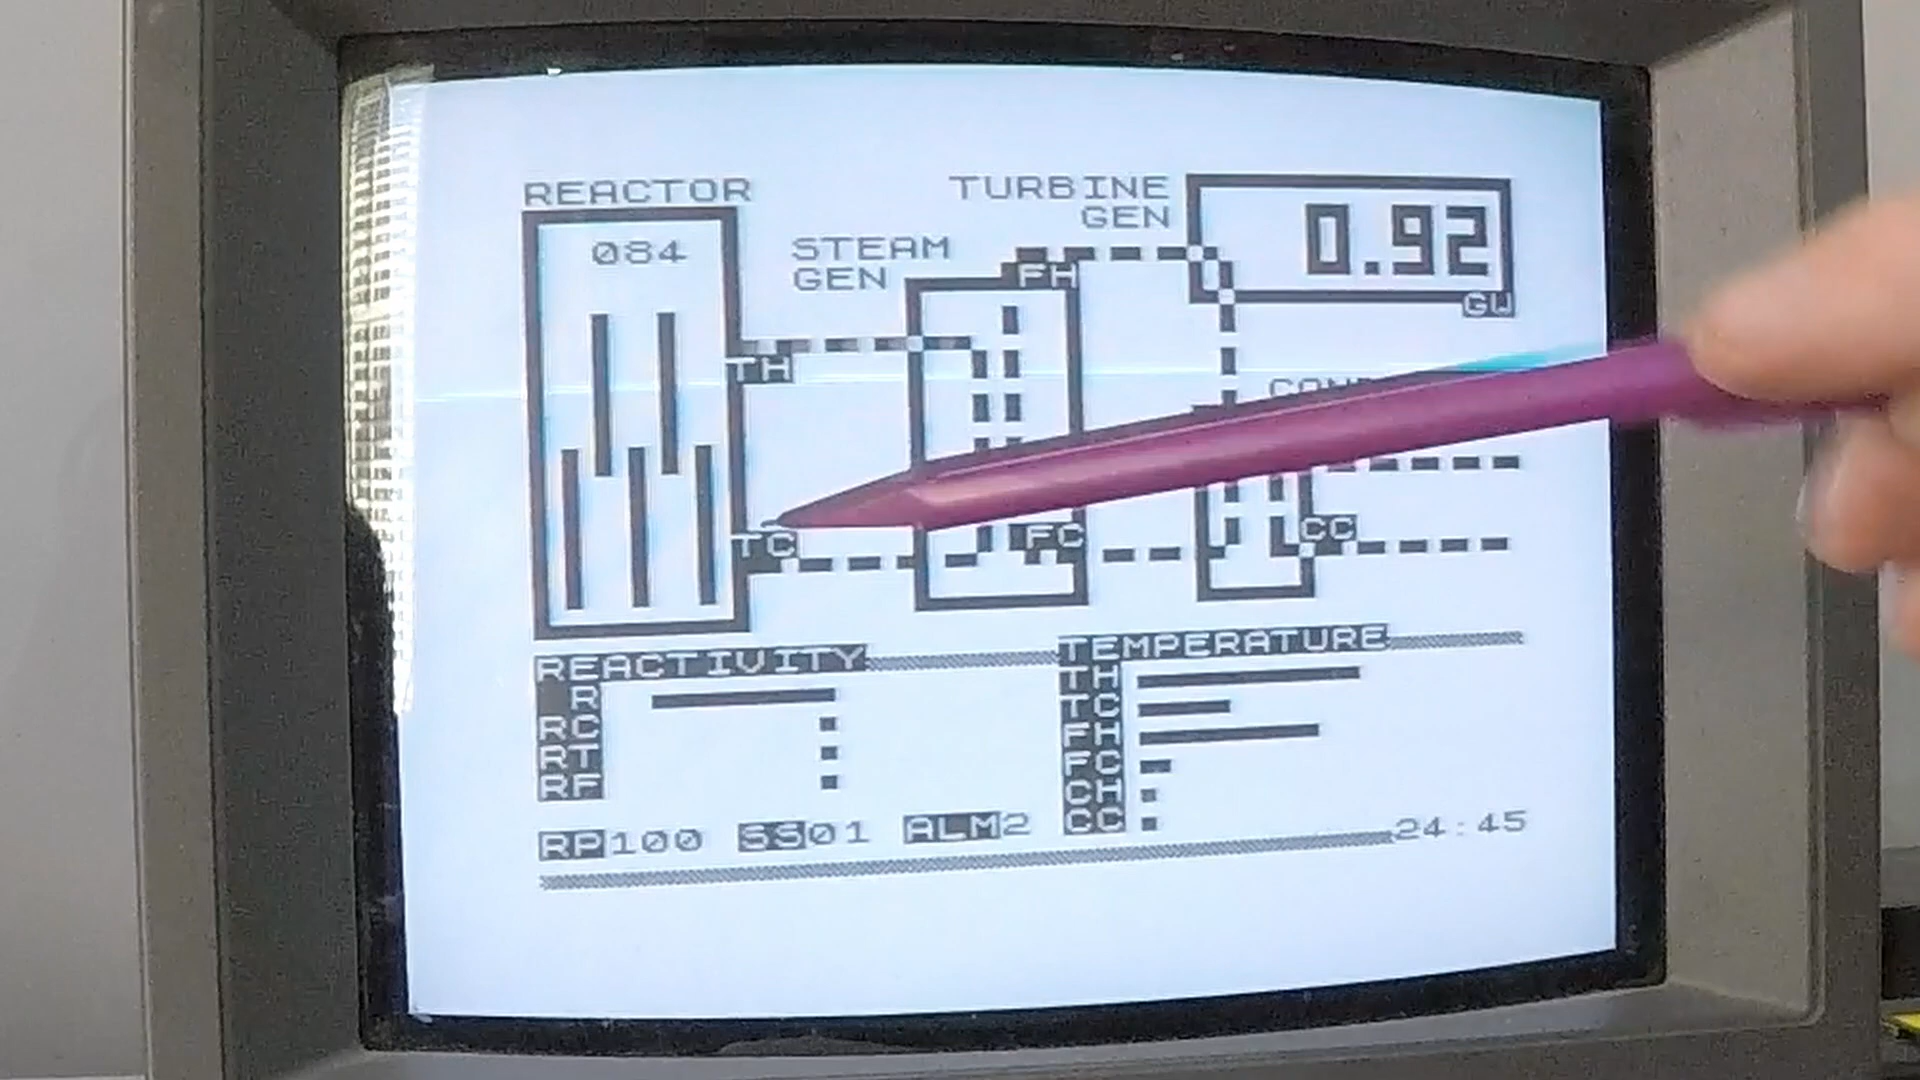 REACTOR
TURBINE
GEN
0.92
GW
084
STEAM
GEN
FH
TH
TC
FC
CC
REACTIVITY
R
RC
RT
RF
TEMPERATURE
TH
TC
FH
FC
CH
CC
RP100 SS01 ALM2
24:45